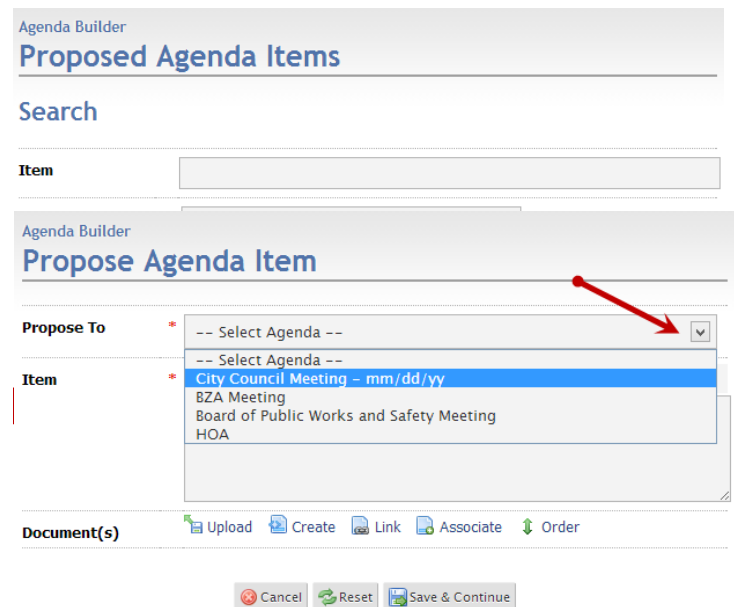 Agenda Builder
Proposed Agenda Items
Search
Item
Agenda Builder
Propose Agenda Item
Propose To * -- Select Agenda --
-- Select Agenda --
Item * City Council Meeting – mm/dd/yy
BZA Meeting
Board of Public Works and Safety Meeting
HOA
Document(s) Upload Create Link Associate Order
Cancel Reset Save & Continue